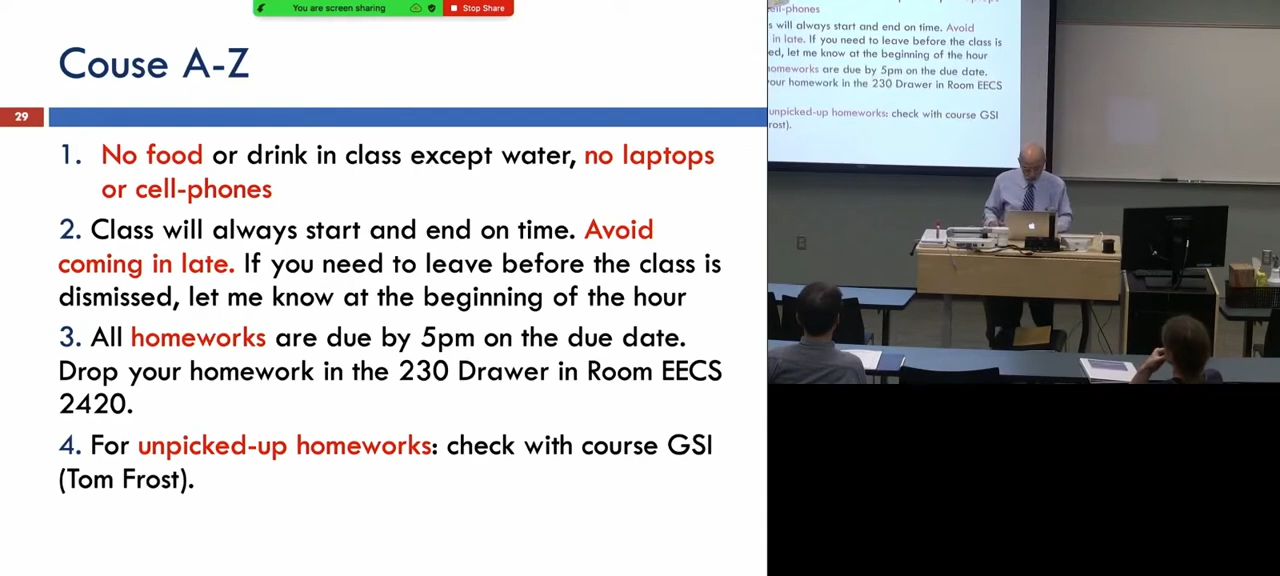 You are screen sharing
Stop Share
Couse A-Z
29
1. No food or drink in class except water, no laptops
or cell-phones
2. Class will always start and end on time. Avoid
coming in late. If you need to leave before the class is
dismissed, let me know at the beginning of the hour
3. All homeworks are due by 5pm on the due date.
Drop your homework in the 230 Drawer in Room EECS
2420.
4. For unpicked-up homeworks: check with course GSI
(Tom Frost).
cell-phones
s will always start and end on time. Avoid
in late. If you need to leave before the class is
ed, let me know at the beginning of the hour
omeworks are due by 5pm on the due date.
our homework in the 230 Drawer in Room EECS
unpicked-up homeworks: check with course GSI
rost).